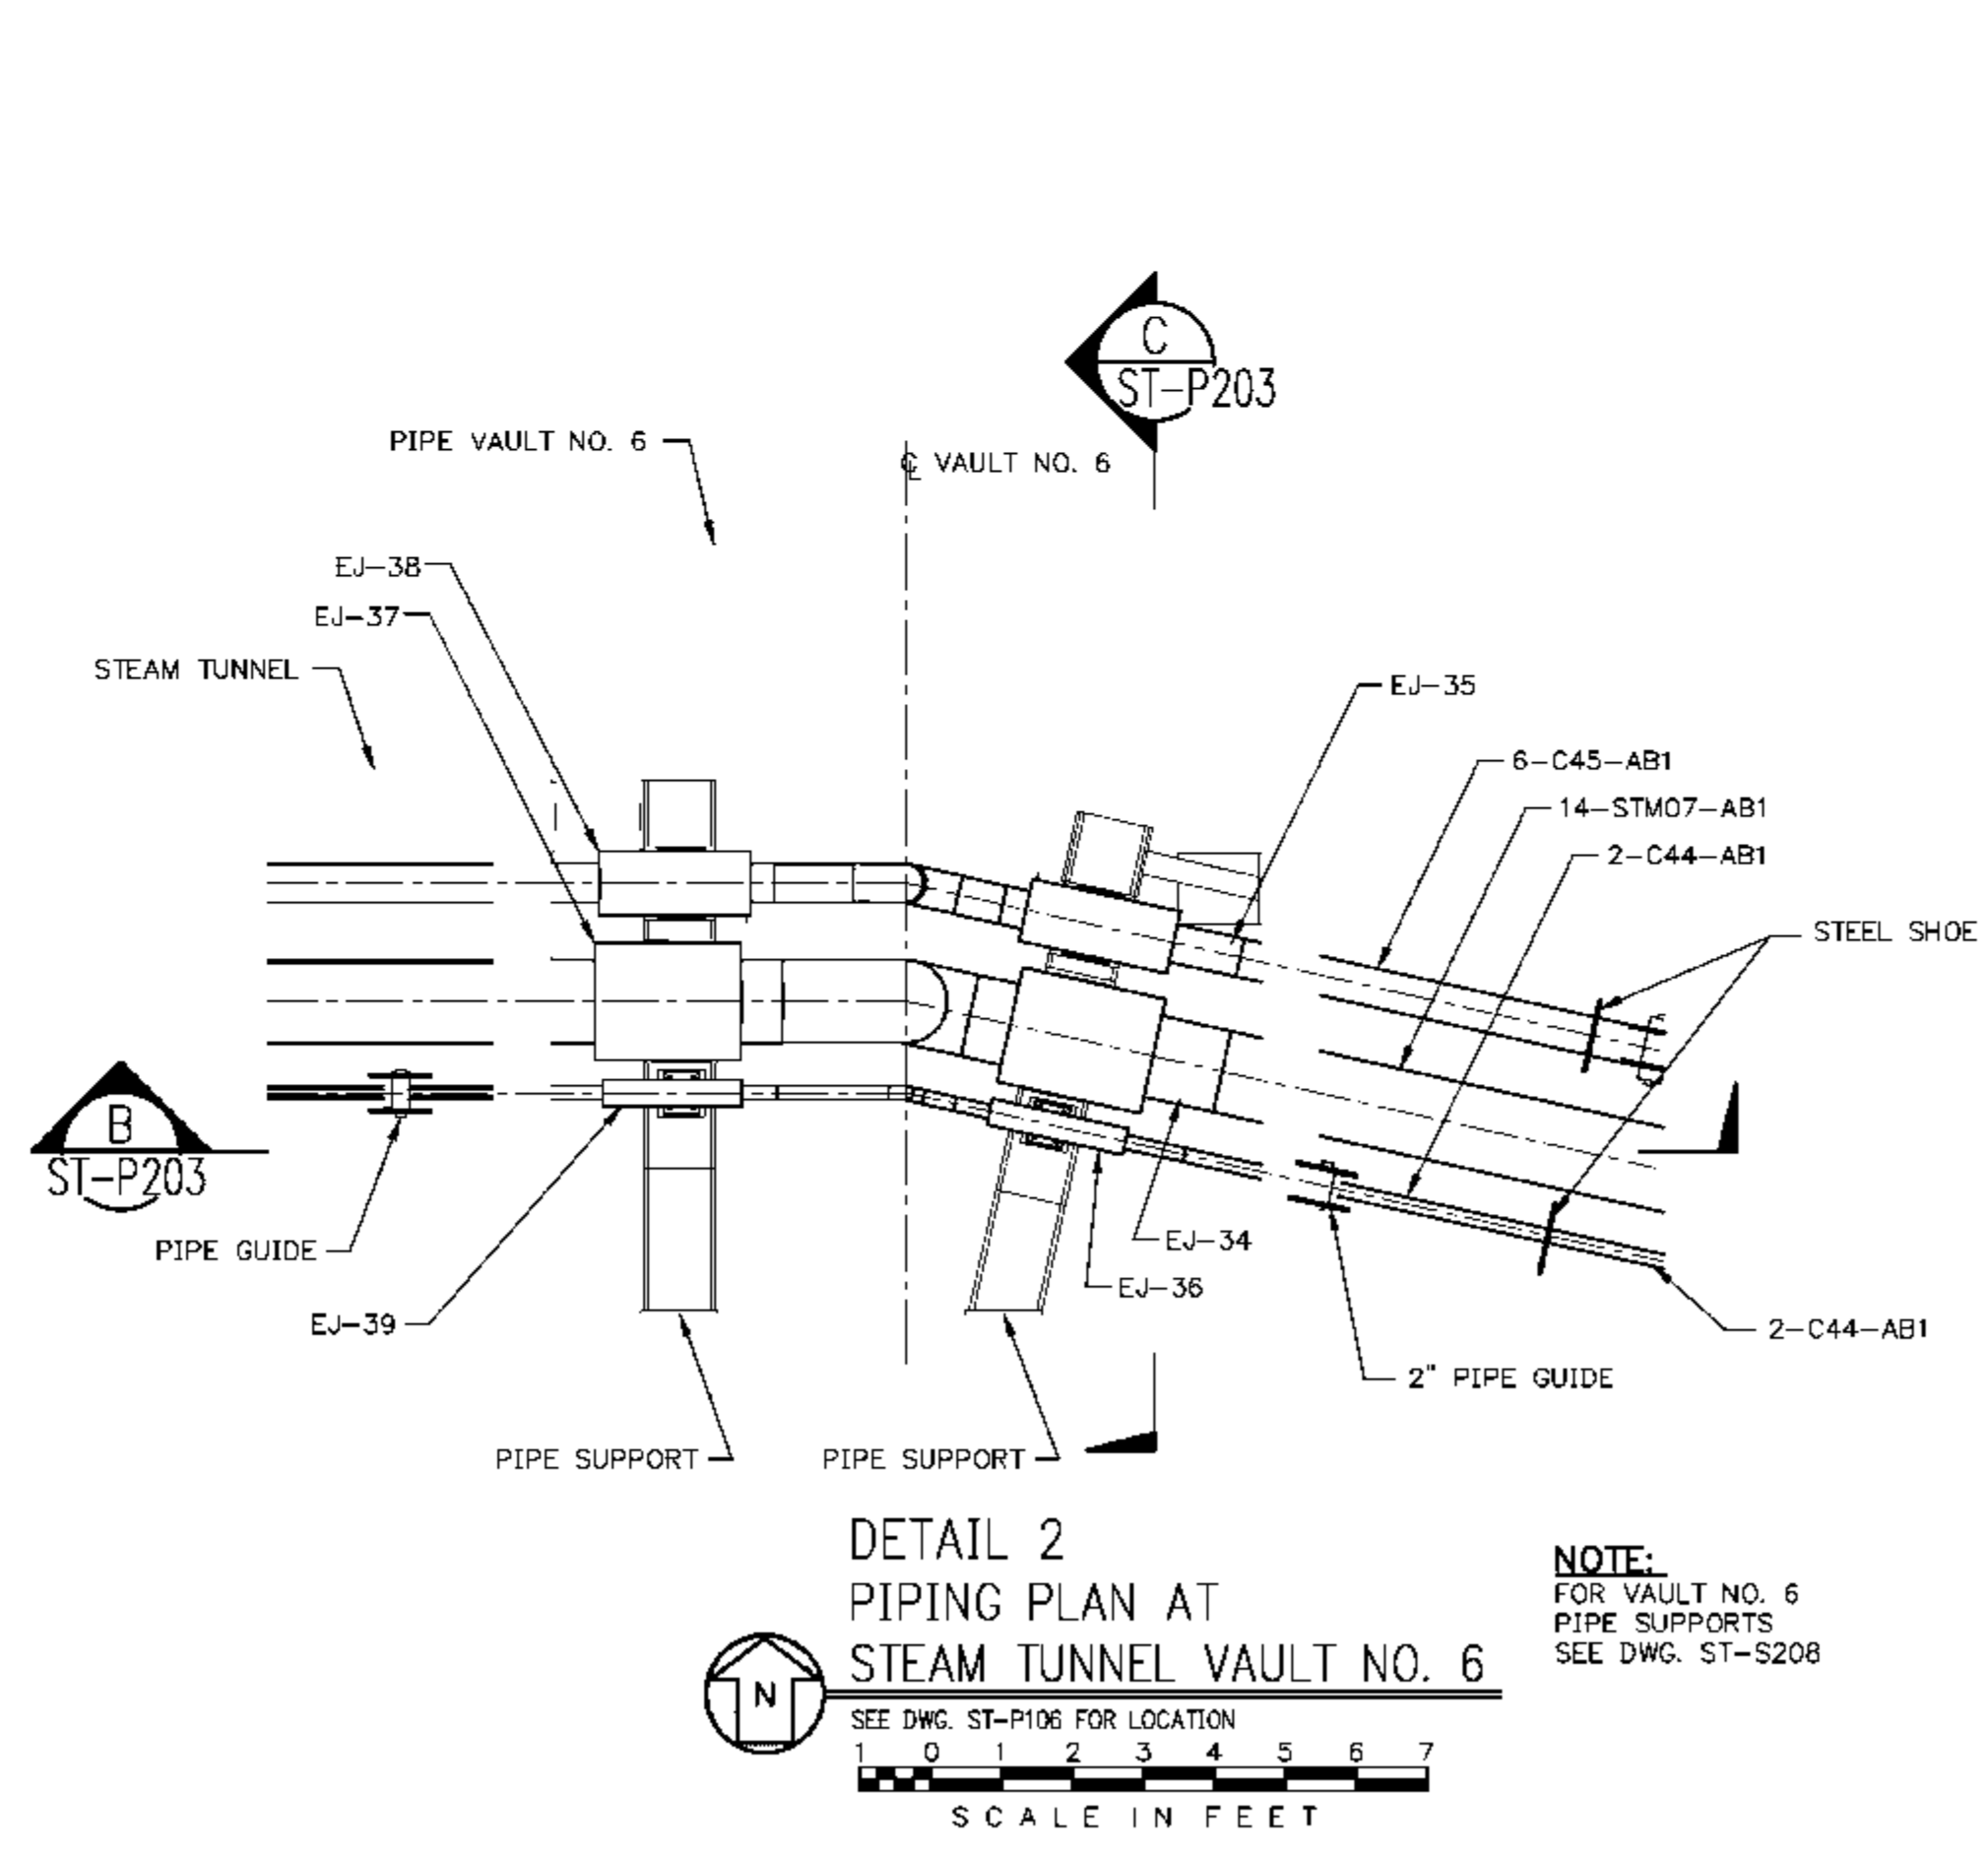 C
ST-P203
PIPE VAULT NO. 6
℄ VAULT NO. 6
EJ-38
EJ-37
STEAM TUNNEL
EJ-35
6-C45-AB1
14-STM07-AB1
2-C44-AB1
STEEL SHOE
B
ST-P203
PIPE GUIDE
EJ-34
EJ-36
EJ-39
2-C44-AB1
2" PIPE GUIDE
PIPE SUPPORT
PIPE SUPPORT
DETAIL 2
PIPING PLAN AT
STEAM TUNNEL VAULT NO. 6
N
SEE DWG. ST-P106 FOR LOCATION
1 0 1 2 3 4 5 6 7
SCALE IN FEET
NOTE:
FOR VAULT NO. 6
PIPE SUPPORTS
SEE DWG. ST-S208